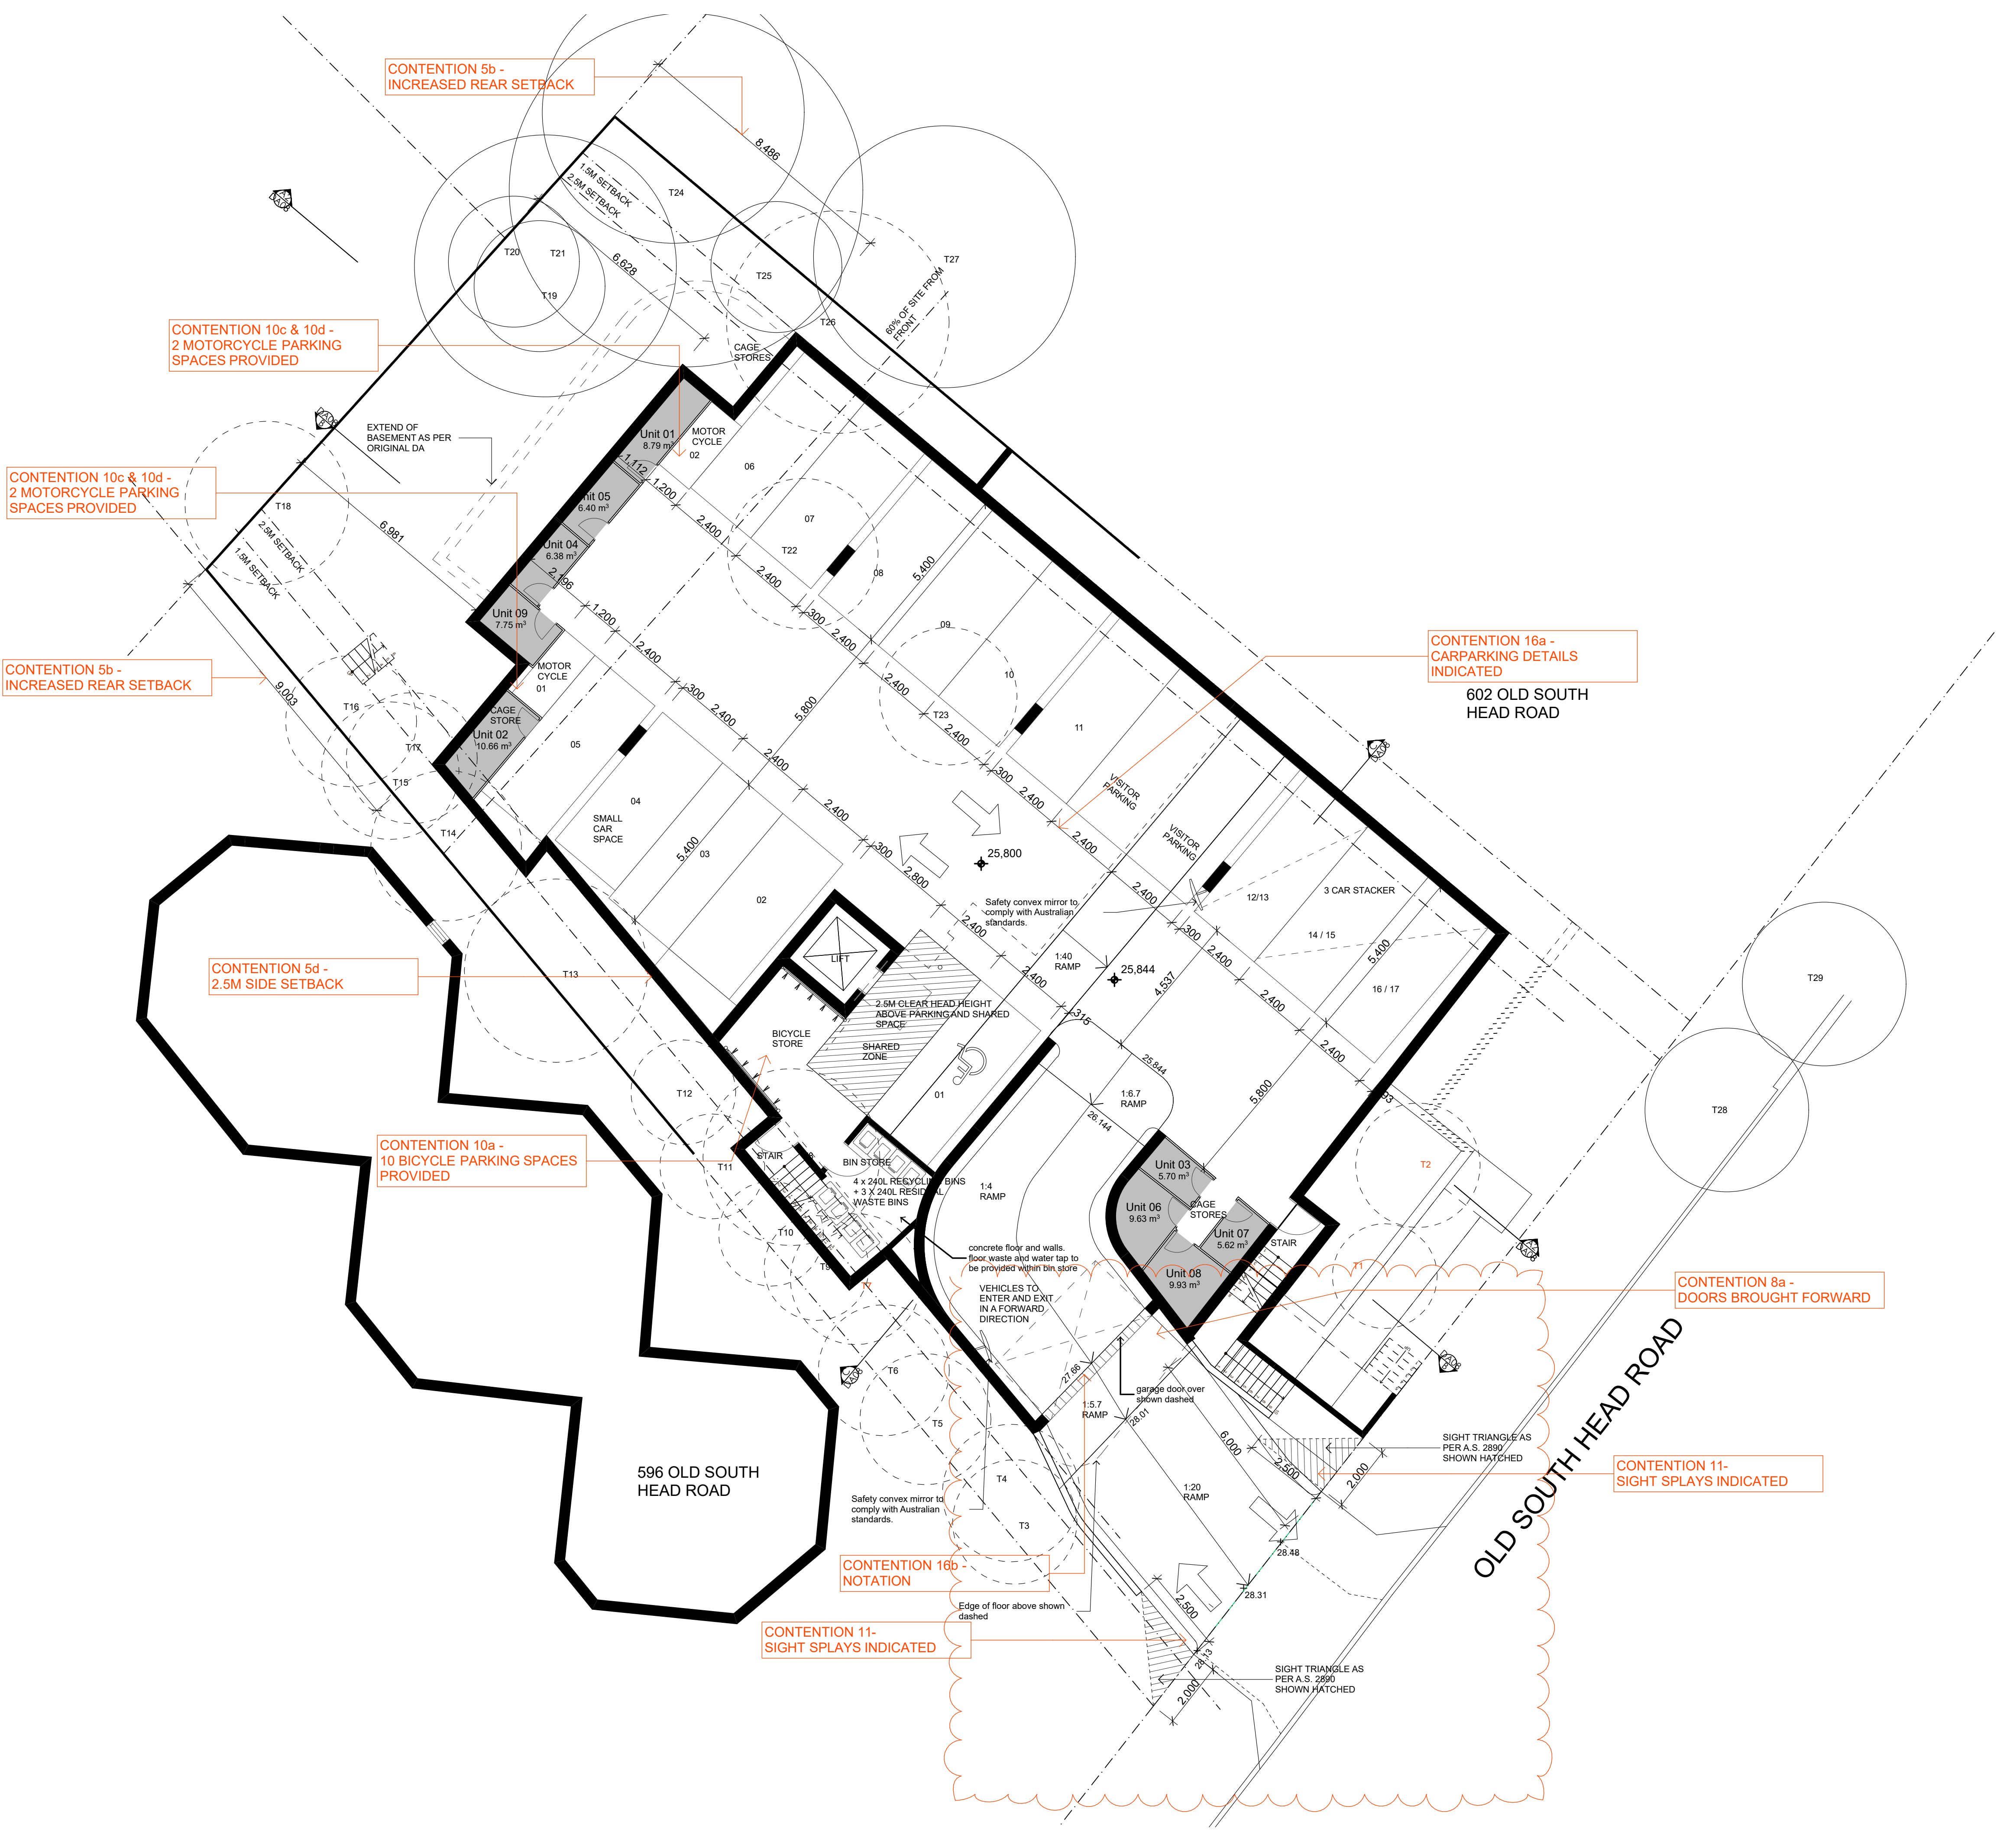 CONTENTION 5b -
INCREASED REAR SETBACK
8,486
1.5M SETBACK
2.5M SETBACK
T24
T20
T21
T19
6,628
T25
T27
T26
60% OF SITE FROM
FRONT
CONTENTION 10c & 10d -
2 MOTORCYCLE PARKING
SPACES PROVIDED
CAGE
STORES
EXTEND OF
BASEMENT AS PER
ORIGINAL DA
Unit 01
8.79 m³
MOTOR
CYCLE
02
06
1,112
1,200
CONTENTION 10c & 10d -
2 MOTORCYCLE PARKING
SPACES PROVIDED
T18
2.5M SETBACK
1.5M SETBACK
6,981
nit 05
6.40 m³
Unit 04
6.38 m³
2,196
Unit 09
7.75 m³
07
T22
08
2,400
2,400
300
2,400
5,400
1,200
2,400
300
2,400
09
10
T23
2,400
2,400
300
11
5,800
CONTENTION 16a -
CARPARKING DETAILS
INDICATED
602 OLD SOUTH
HEAD ROAD
CONTENTION 5b -
INCREASED REAR SETBACK
9,003
T16
T17
T15
T14
MOTOR
CYCLE
01
CAGE
STORE
Unit 02
10.66 m³
05
04
SMALL
CAR
SPACE
5,400
03
02
2,400
2,400
300
2,800
2,400
2,400
315
VISITOR
PARKING
VISITOR
PARKING
2,400
2,400
2,400
300
2,400
2,400
2,400
93
25,800
Safety convex mirror to
comply with Australian
standards.
12/13
3 CAR STACKER
14 / 15
16 / 17
5,400
1:40
RAMP
25,844
4,537
5,800
T29
T28
CONTENTION 5d -
2.5M SIDE SETBACK
T13
LIFT
2.5M CLEAR HEAD HEIGHT
ABOVE PARKING AND SHARED
SPACE
BICYCLE
STORE
SHARED
ZONE
01
25.844
1:6.7
RAMP
26.144
T12
T11
CONTENTION 10a -
10 BICYCLE PARKING SPACES
PROVIDED
STAIR
BIN STORE
4 x 240L RECYCLING BINS
+ 3 X 240L RESIDUAL
WASTE BINS
1:4
RAMP
Unit 03
5.70 m³
Unit 06
9.63 m³
CAGE
STORES
Unit 07
5.62 m³
STAIR
Unit 08
9.93 m³
T2
T1
T10
T9
T7
concrete floor and walls.
floor waste and water tap to
be provided within bin store
VEHICLES TO
ENTER AND EXIT
IN A FORWARD
DIRECTION
CONTENTION 8a -
DOORS BROUGHT FORWARD
T6
T5
T4
T3
27.66
garage door over
shown dashed
1:5.7
RAMP
28.01
6,000
2,500
2,000
SIGHT TRIANGLE AS
PER A.S. 2890
SHOWN HATCHED
CONTENTION 11-
SIGHT SPLAYS INDICATED
OLD SOUTH HEAD ROAD
596 OLD SOUTH
HEAD ROAD
Safety convex mirror to
comply with Australian
standards.
1:20
RAMP
28.48
28.31
CONTENTION 16b -
NOTATION
Edge of floor above shown
dashed
2,500
CONTENTION 11-
SIGHT SPLAYS INDICATED
28.13
2,000
SIGHT TRIANGLE AS
PER A.S. 2890
SHOWN HATCHED